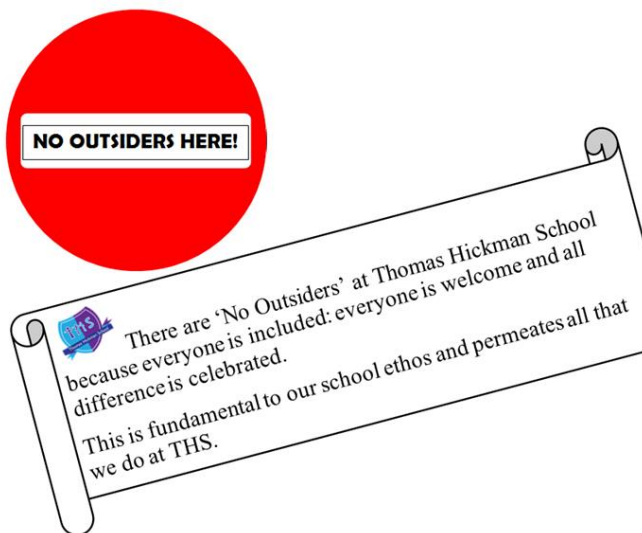 NO OUTSIDERS HERE!
THS
There are ‘No Outsiders’ at Thomas Hickman School
because everyone is included: everyone is welcome and all
difference is celebrated.
This is fundamental to our school ethos and permeates all that
we do at THS.